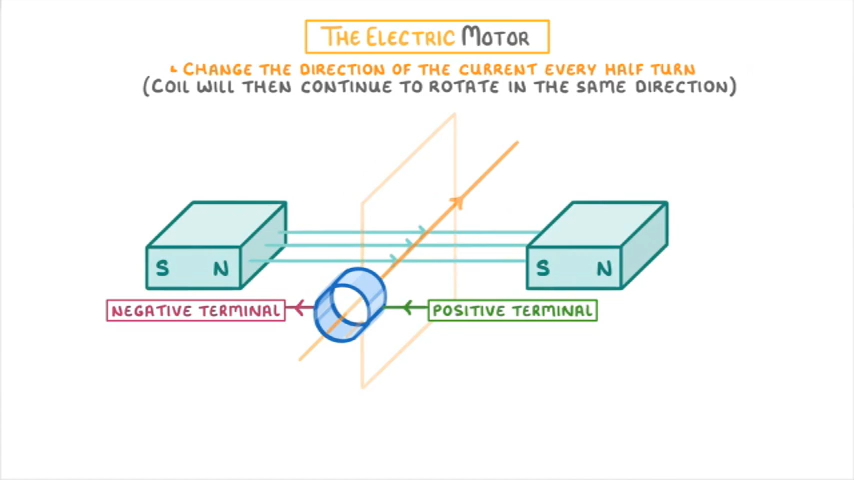 THE ELECTRIC MOTOR
↳ CHANGE THE DIRECTION OF THE CURRENT EVERY HALF TURN
(COIL WILL THEN CONTINUE TO ROTATE IN THE SAME DIRECTION)
S N
S N
NEGATIVE TERMINAL
POSITIVE TERMINAL